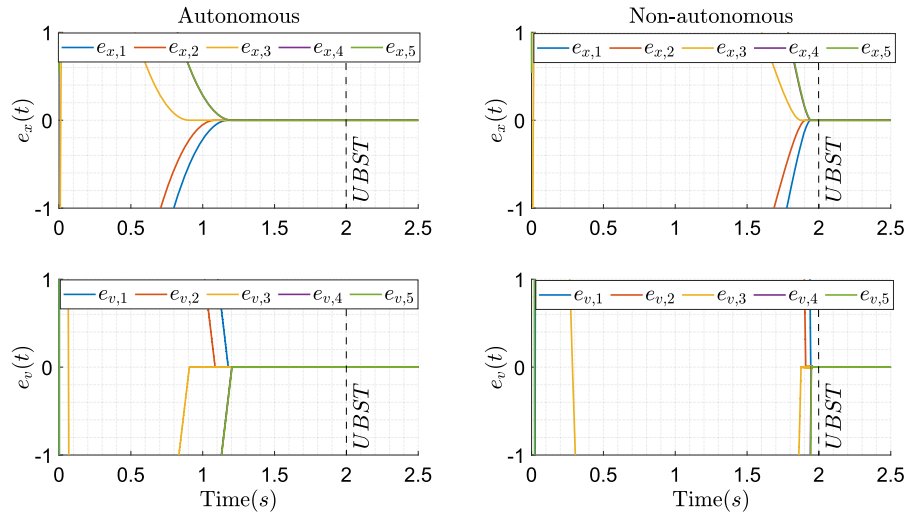 Autonomous Non-autonomous
e_{x,1} e_{x,2} e_{x,3} e_{x,4} e_{x,5}
e_{x,1} e_{x,2} e_{x,3} e_{x,4} e_{x,5}
e_x(t)
1
0
-1
UBST
0 0.5 1 1.5 2 2.5
e_x(t)
1
0
-1
UBST
0 0.5 1 1.5 2 2.5
e_{v,1} e_{v,2} e_{v,3} e_{v,4} e_{v,5}
e_v(t)
1
0
-1
UBST
0 0.5 1 1.5 2 2.5
Time(s)
e_{v,1} e_{v,2} e_{v,3} e_{v,4} e_{v,5}
e_v(t)
1
0
-1
UBST
0 0.5 1 1.5 2 2.5
Time(s)